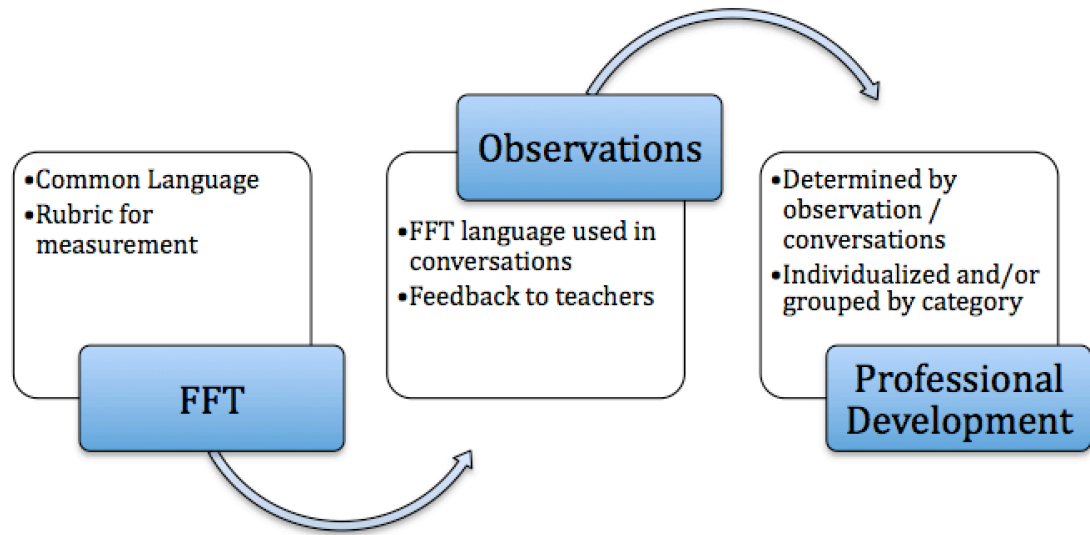 •Common Language
•Rubric for
measurement
FFT
Observations
•FFT language used in
conversations
•Feedback to teachers
•Determined by
observation /
conversations
•Individualized and/or
grouped by category
Professional
Development